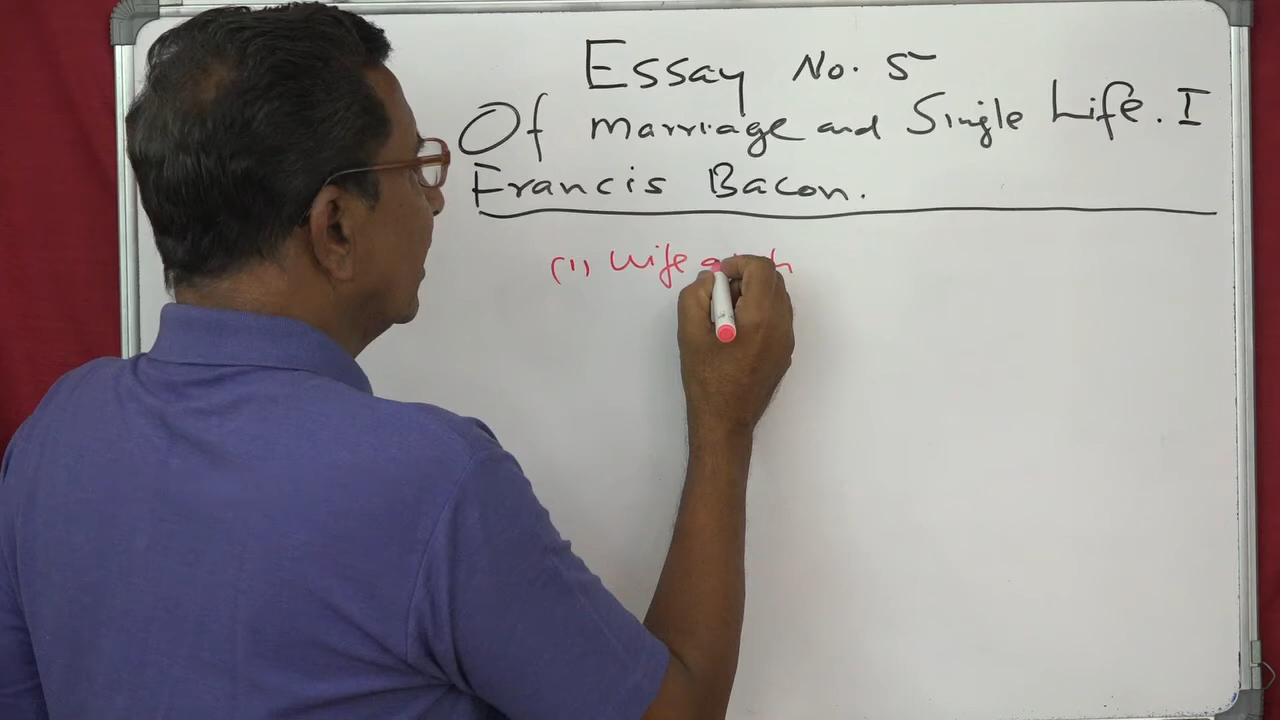 Essay No. 5
Of Marriage and Single Life. I
Francis Bacon.
(1) Wife